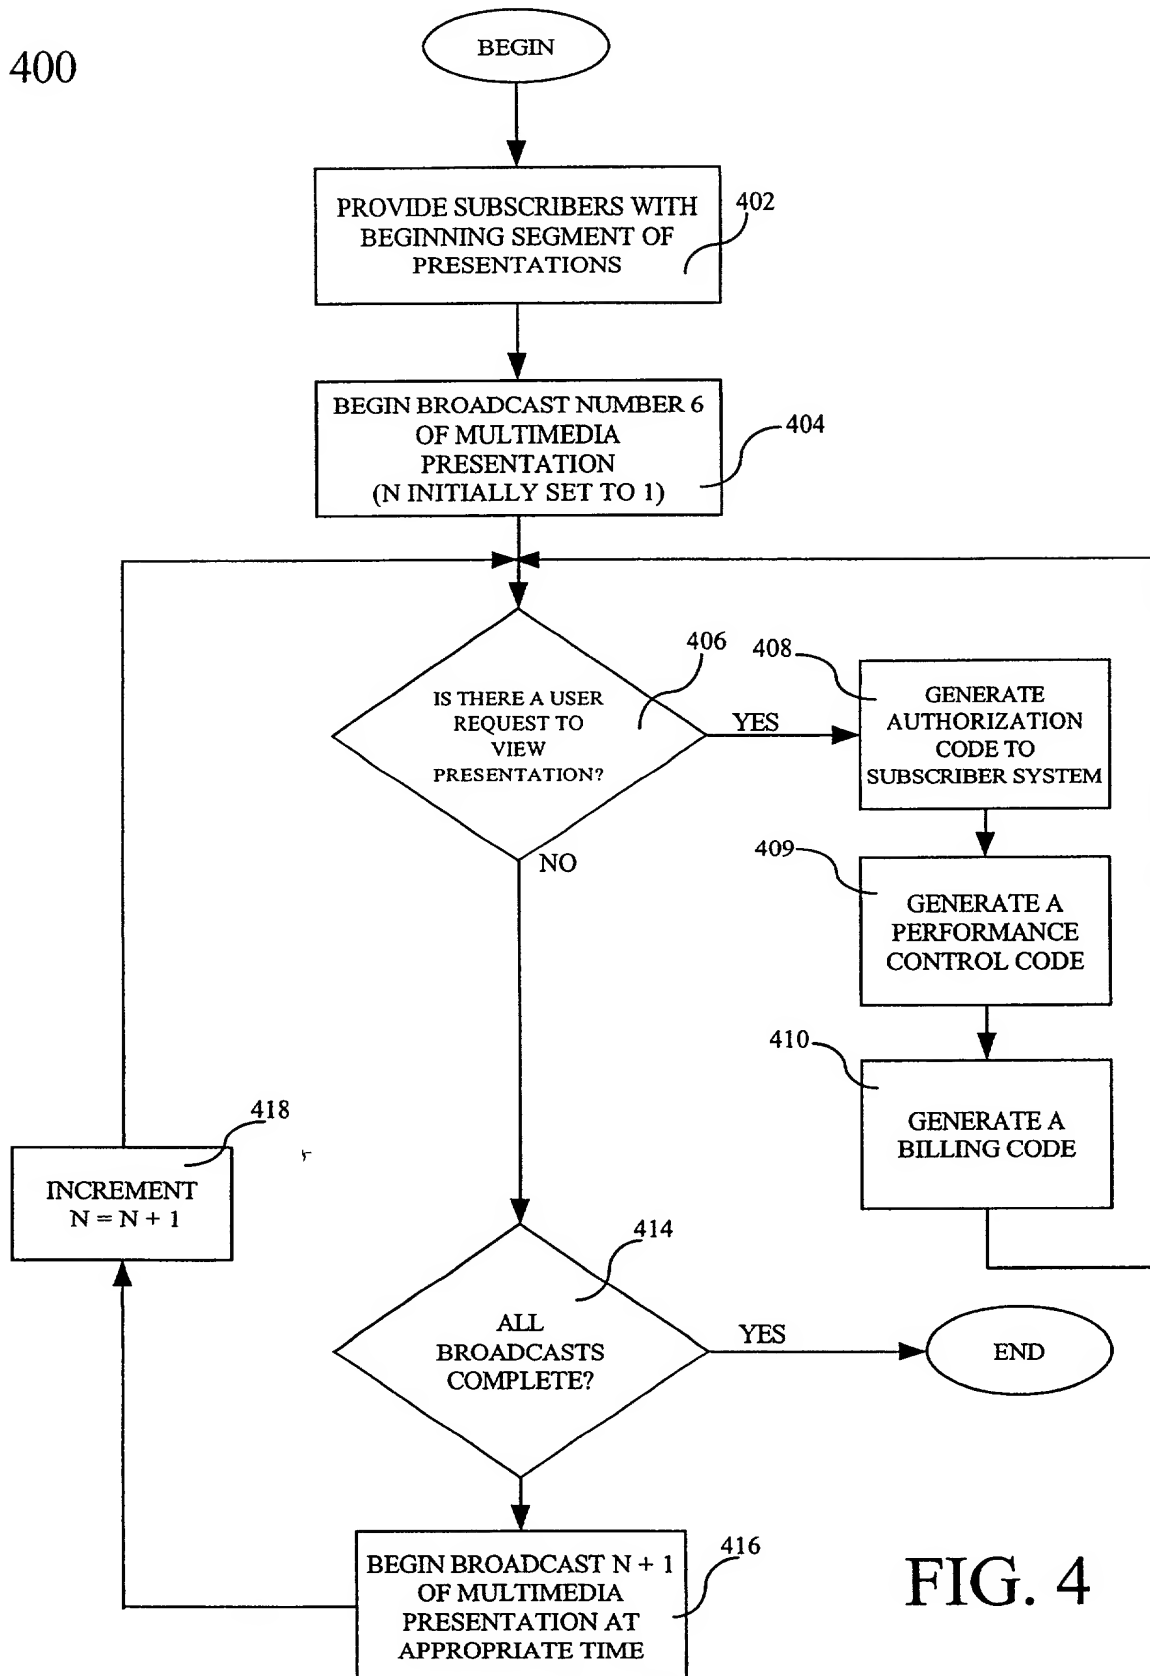 400
BEGIN
PROVIDE SUBSCRIBERS WITH
BEGINNING SEGMENT OF
PRESENTATIONS
402
BEGIN BROADCAST NUMBER 6
OF MULTIMEDIA
PRESENTATION
(N INITIALLY SET TO 1)
404
IS THERE A USER
REQUEST TO
VIEW
PRESENTATION?
406
YES
NO
408
GENERATE
AUTHORIZATION
CODE TO
SUBSCRIBER SYSTEM
409
GENERATE A
PERFORMANCE
CONTROL CODE
410
GENERATE A
BILLING CODE
418
INCREMENT
N = N + 1
414
ALL
BROADCASTS
COMPLETE?
YES
END
BEGIN BROADCAST N + 1
OF MULTIMEDIA
PRESENTATION AT
APPROPRIATE TIME
416
FIG. 4